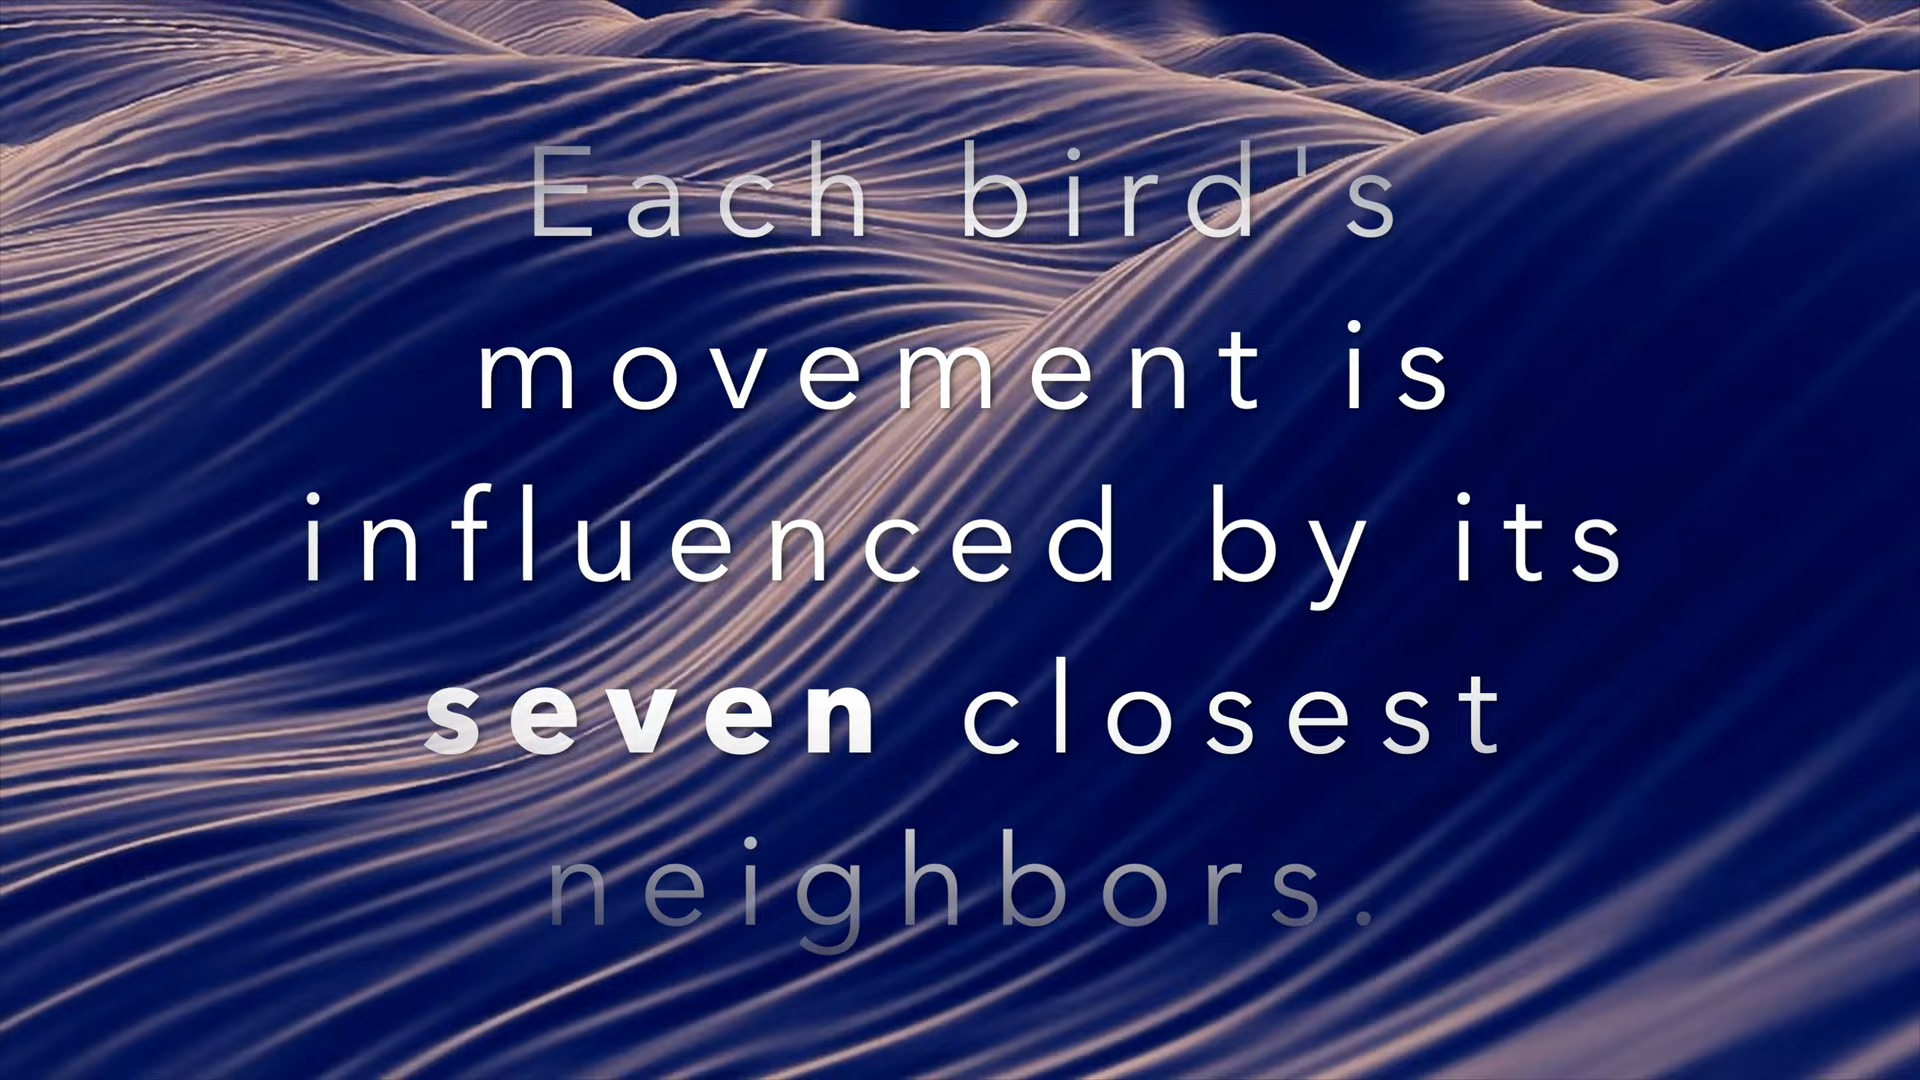 Each bird's
movement is
influenced by its
seven closest
neighbors.